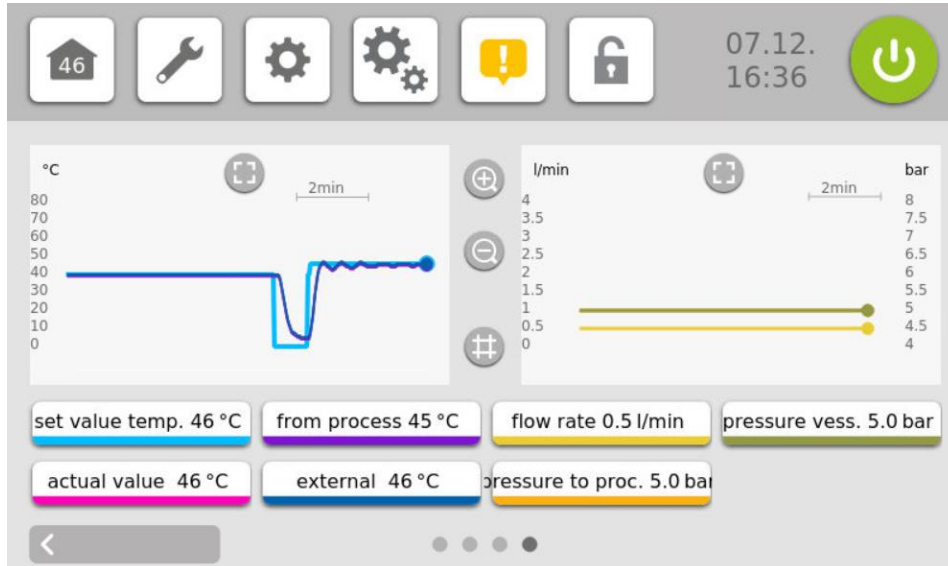 46
07.12.
16:36
°C
2min
80
70
60
50
40
30
20
10
0
l/min
bar
2min
4
3.5
3
2.5
2
1.5
1
0.5
0
8
7.5
7
6.5
6
5.5
5
4.5
4
set value temp. 46 °C
from process 45 °C
flow rate 0.5 l/min
pressure vess. 5.0 bar
actual value 46 °C
external 46 °C
pressure to proc. 5.0 bar